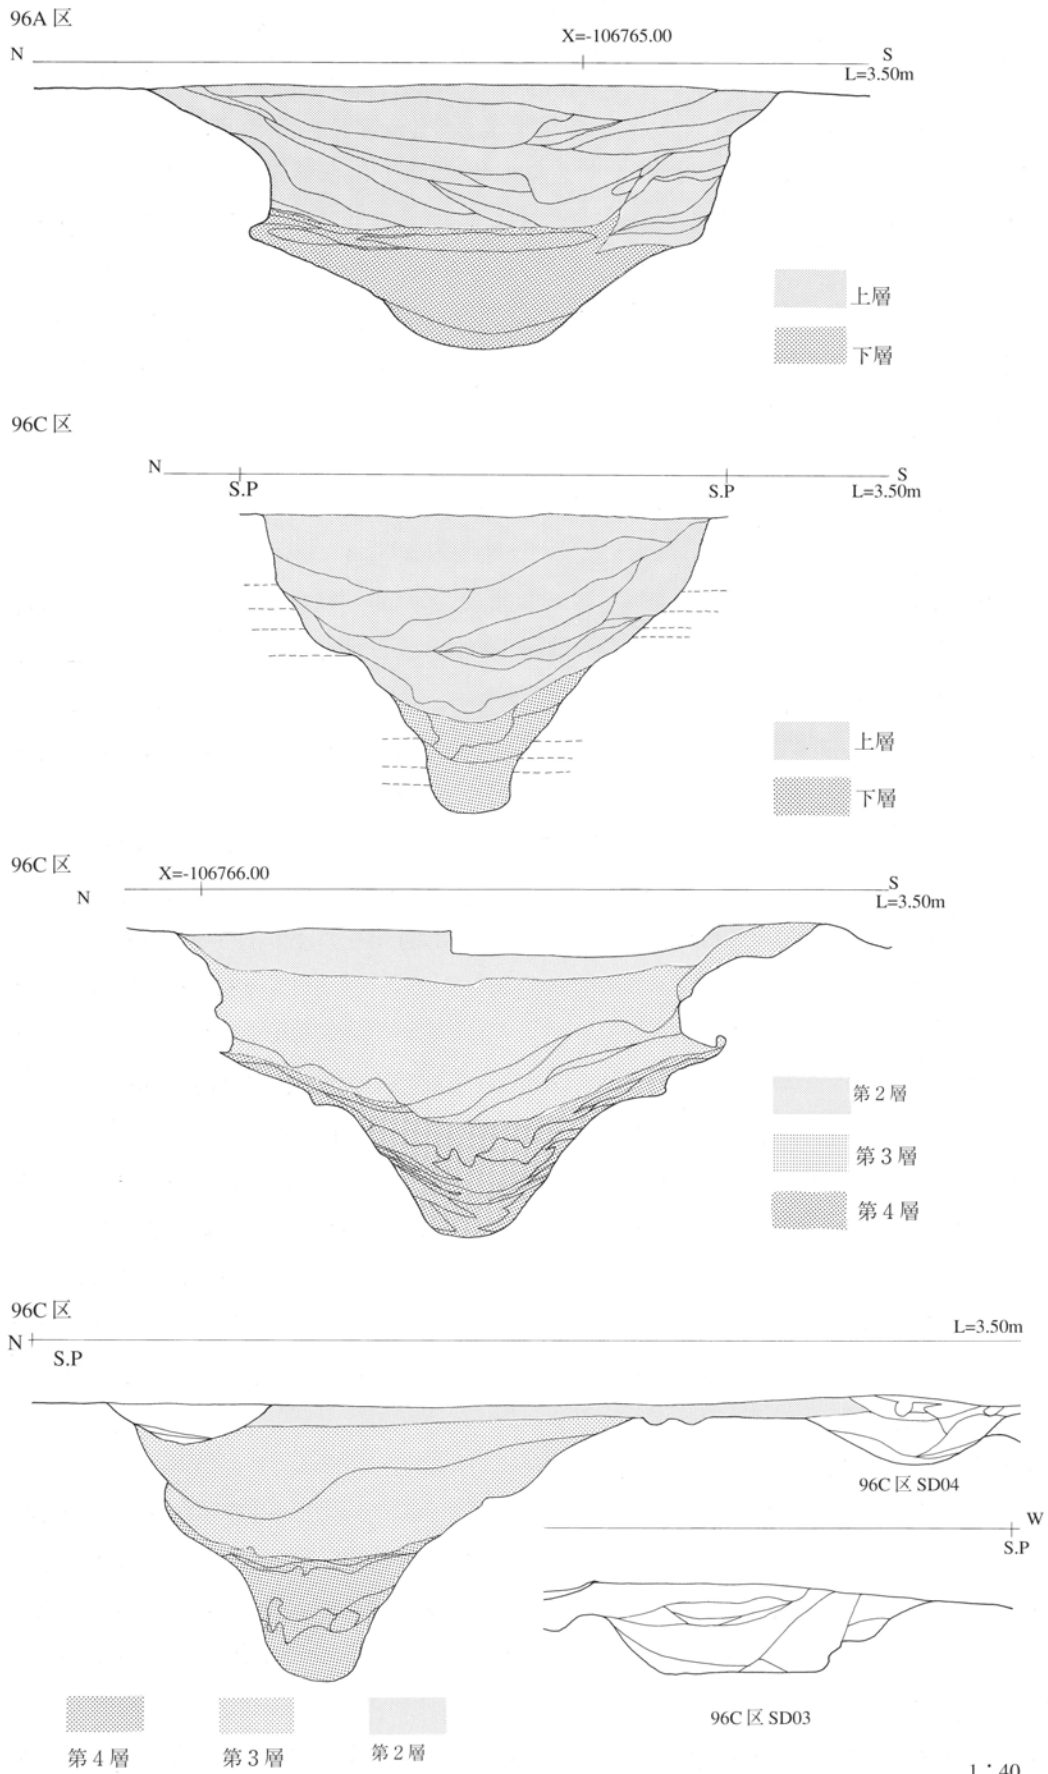 96A 区
X=-106765.00
N
S
L=3.50m
上層
下層
96C 区
N
S
S.P
S.P
L=3.50m
上層
下層
96C 区
X=-106766.00
N
S
L=3.50m
第2層
第3層
第4層
96C 区
L=3.50m
N
S.P
96C 区 SD04
W
S.P
96C 区 SD03
第4層
第3層
第2層
1：40